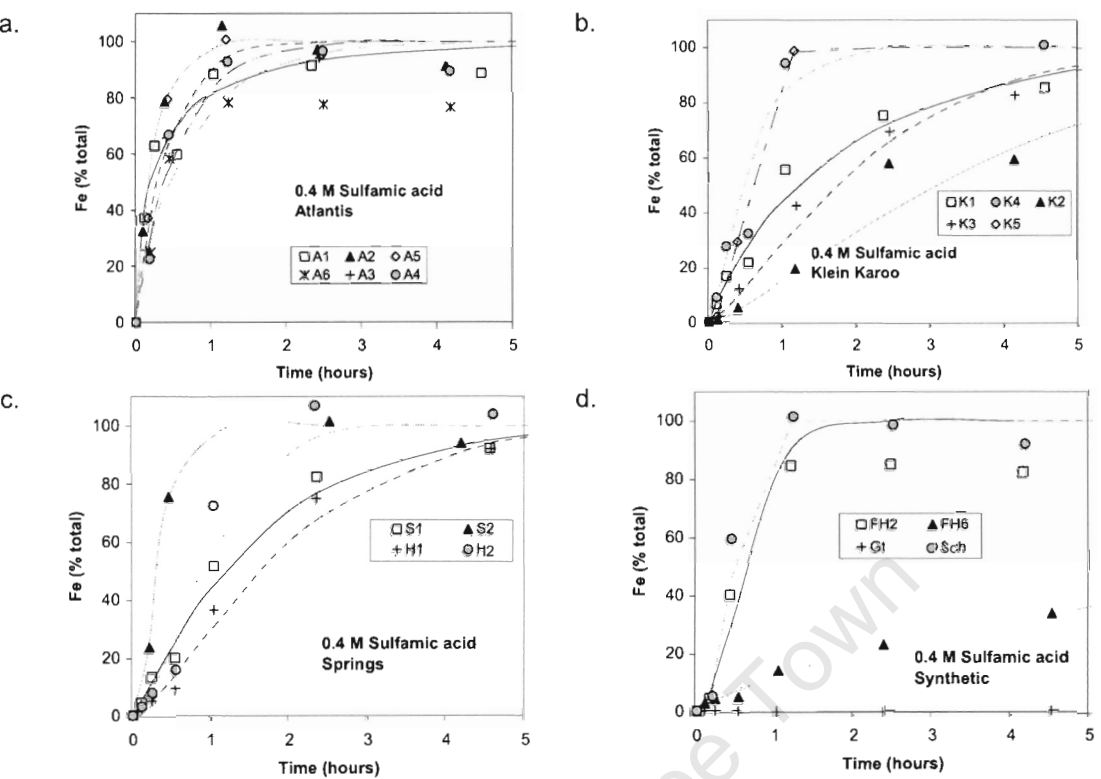 a.
Fe (% total)
100
80
60
40
20
0
0.4 M Sulfamic acid
Atlantis
A1 A2 A5
A6 A3 A4
0 1 2 3 4 5
Time (hours)
b.
Fe (% total)
100
80
60
40
20
0
K1 K4 K2
K3 K5
0.4 M Sulfamic acid
Klein Karoo
0 1 2 3 4 5
Time (hours)
c.
Fe (% total)
100
80
60
40
20
0
S1 S2
H1 H2
0.4 M Sulfamic acid
Springs
0 1 2 3 4 5
Time (hours)
d.
Fe (% total)
100
80
60
40
20
0
FH2 FH6
Gt Sch
0.4 M Sulfamic acid
Synthetic
0 1 2 3 4 5
Time (hours)
Town